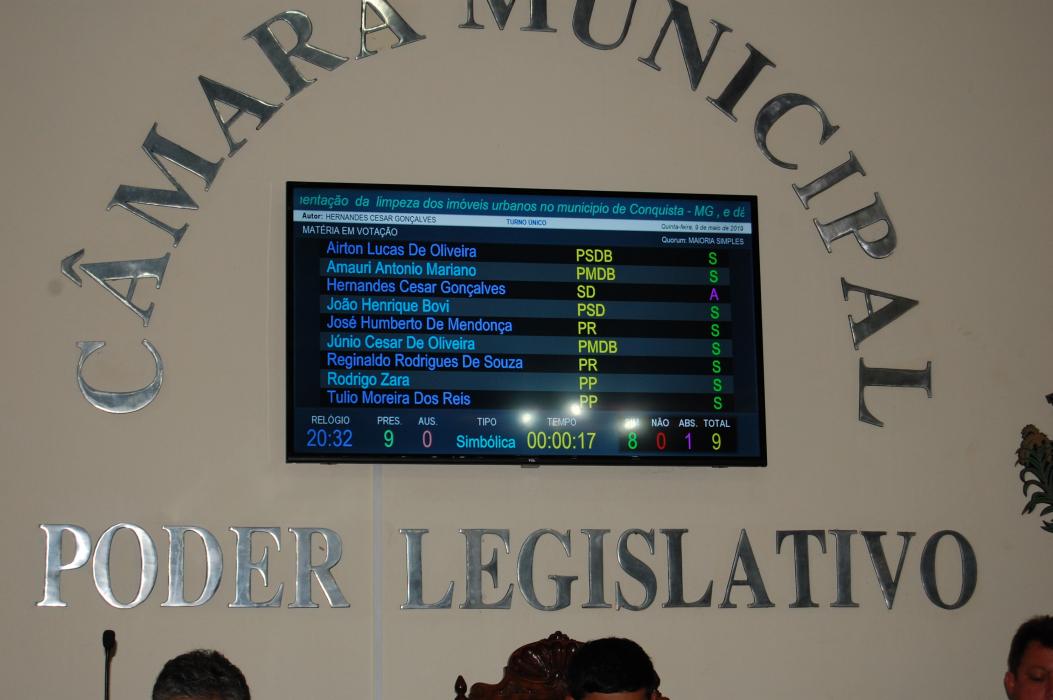 CÂMARA MUNICIPAL
entação da limpeza dos imóveis urbanos no municipio de Conquista - MG , e dá
Autor: HERNANDES CESAR GONÇALVES TURNO ÚNICO Quinta-feira, 9 de maio de 2019
MATÉRIA EM VOTAÇÃO Quorum: MAIORIA SIMPLES
Airton Lucas De Oliveira PSDB S
Amauri Antonio Mariano PMDB S
Hernandes Cesar Gonçalves SD A
João Henrique Bovi PSD S
José Humberto De Mendonça PR S
Júnio Cesar De Oliveira PMDB S
Reginaldo Rodrigues De Souza PR S
Rodrigo Zara PP S
Tulio Moreira Dos Reis PP S
RELÓGIO PRES. AUS. TIPO TEMPO SIM NÃO ABS. TOTAL
20:32 9 0 Simbólica 00:00:17 8 0 1 9
TCL
PODER LEGISLATIVO